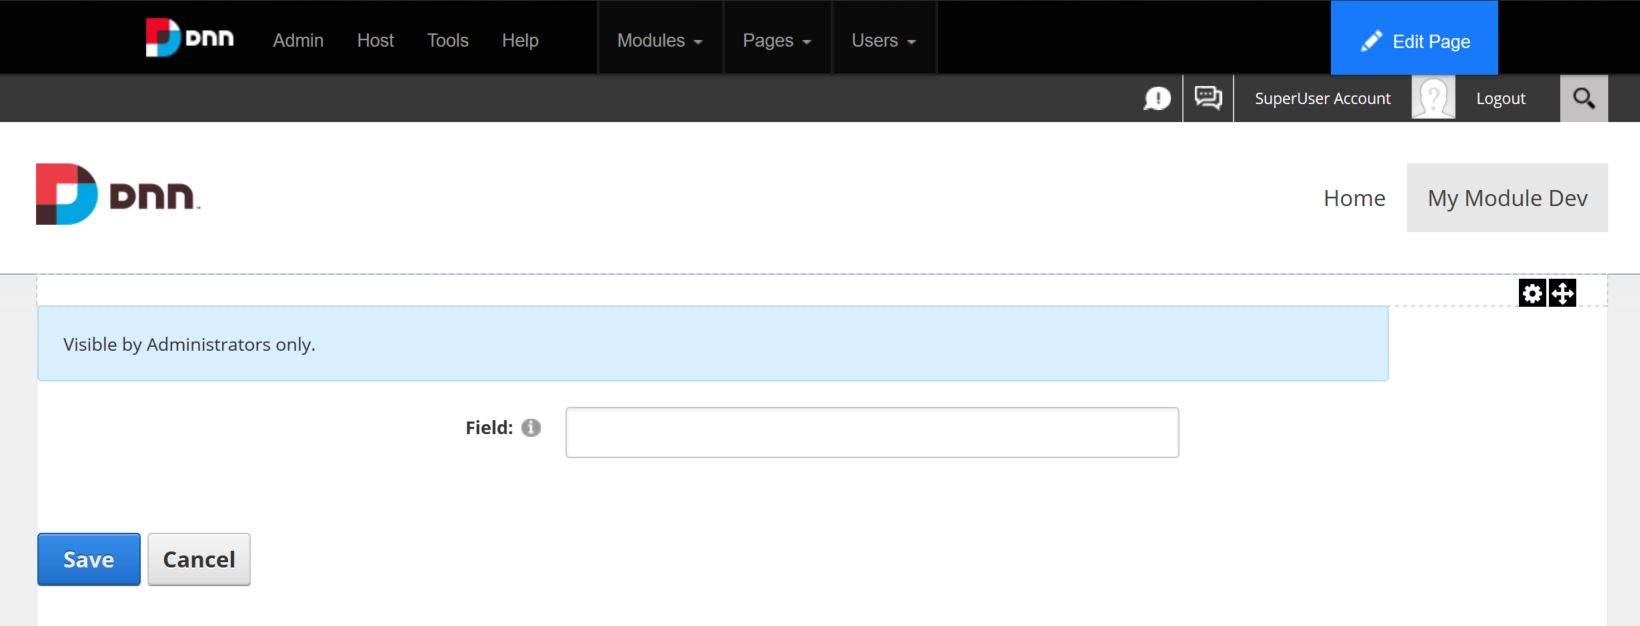 DNN Admin Host Tools Help Modules Pages Users Edit Page
SuperUser Account Logout
DNN Home My Module Dev
Visible by Administrators only.
Field:
Save Cancel